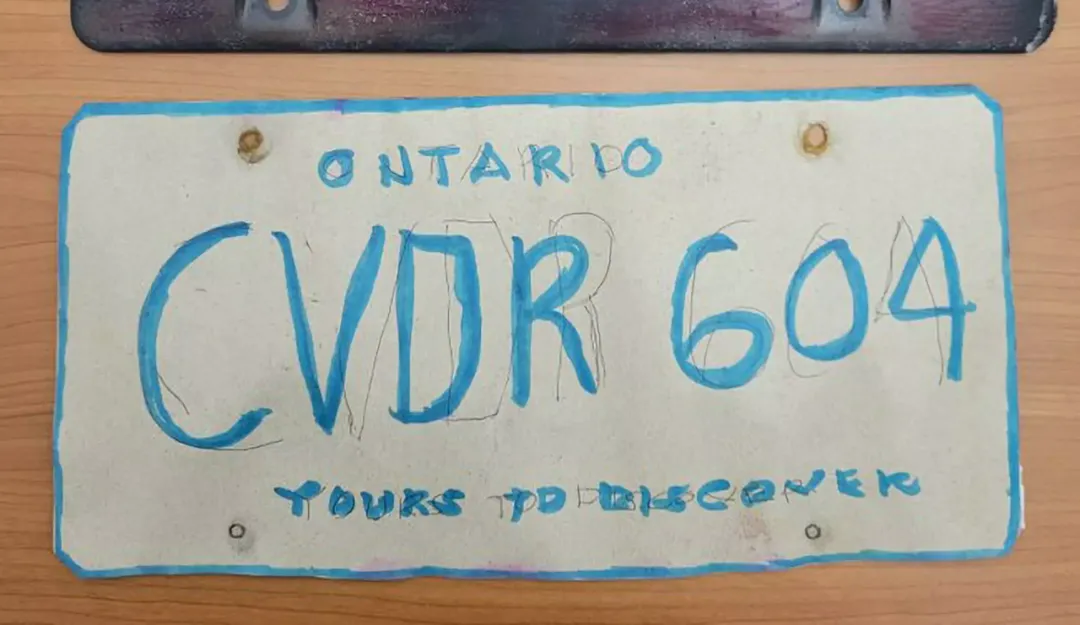 ONTARIO
CVDR 604
YOURS TO DISCOVER